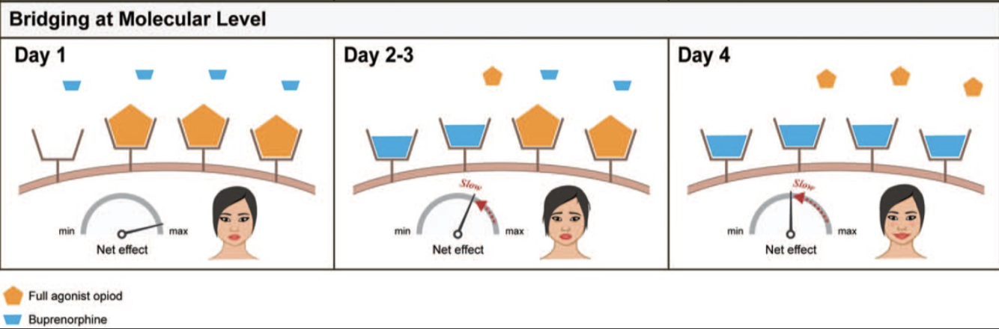 Bridging at Molecular Level
Day 1
min
max
Net effect
Day 2-3
Slow
min
max
Net effect
Day 4
Slow
min
max
Net effect
Full agonist opiod
Buprenorphine